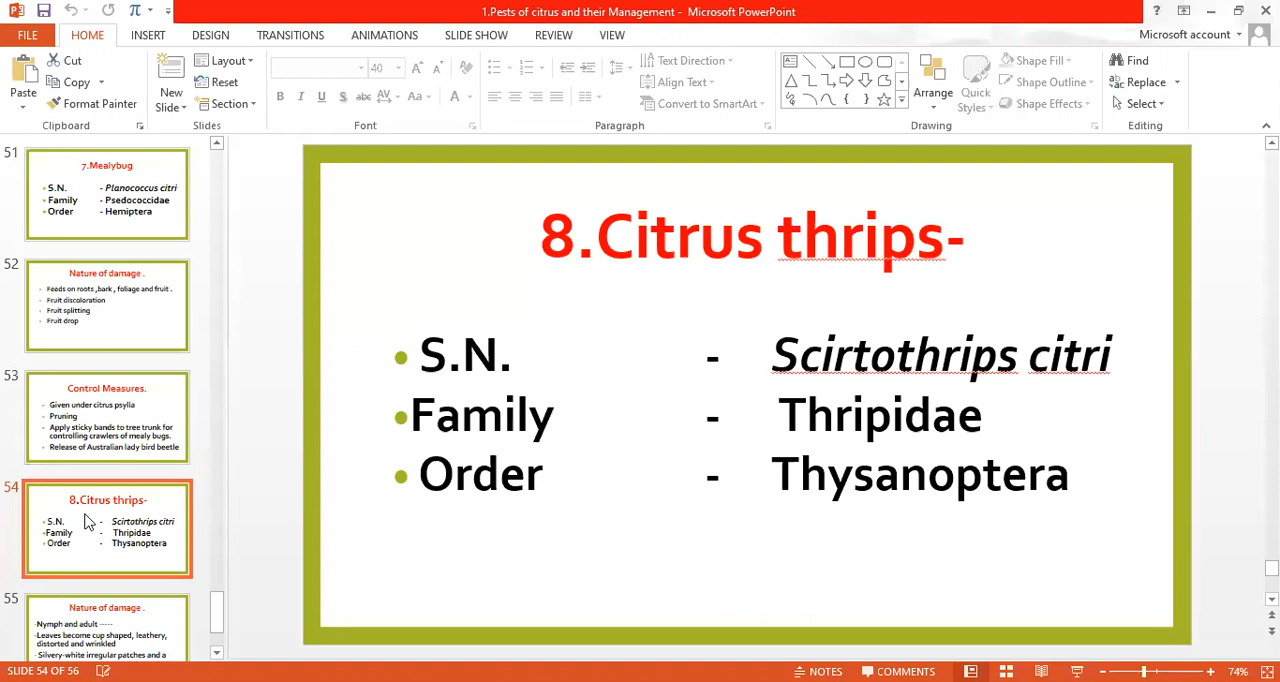 1.Pests of citrus and their Management - Microsoft PowerPoint
FILE HOME INSERT DESIGN TRANSITIONS ANIMATIONS SLIDE SHOW REVIEW VIEW Microsoft account
Paste
Cut
Copy
Format Painter
Clipboard
New
Slide
Layout
Reset
Section
Slides
40
Font
Text Direction
Align Text
Convert to SmartArt
Paragraph
Arrange
Quick
Styles
Shape Fill
Shape Outline
Shape Effects
Drawing
Find
Replace
Select
Editing
51
7.Mealybug
• S.N. - Planococcus citri
• Family - Psedococcidae
• Order - Hemiptera
52
Nature of damage .
• Feeds on roots ,bark , foliage and fruit .
• Fruit discoloration
• Fruit splitting
• Fruit drop
53
Control Measures.
• Given under citrus psylla
• Pruning
• Apply sticky bands to tree trunk for
controlling crawlers of mealy bugs.
• Release of Australian lady bird beetle
54
8.Citrus thrips-
• S.N. - Scirtothrips citri
• Family - Thripidae
• Order - Thysanoptera
55
Nature of damage .
Nymph and adult -----
Leaves become cup shaped, leathery,
distorted and wrinkled
Silvery-white irregular patches and a
8.Citrus thrips-
• S.N. - Scirtothrips citri
• Family - Thripidae
• Order - Thysanoptera
SLIDE 54 OF 56 NOTES COMMENTS 74%